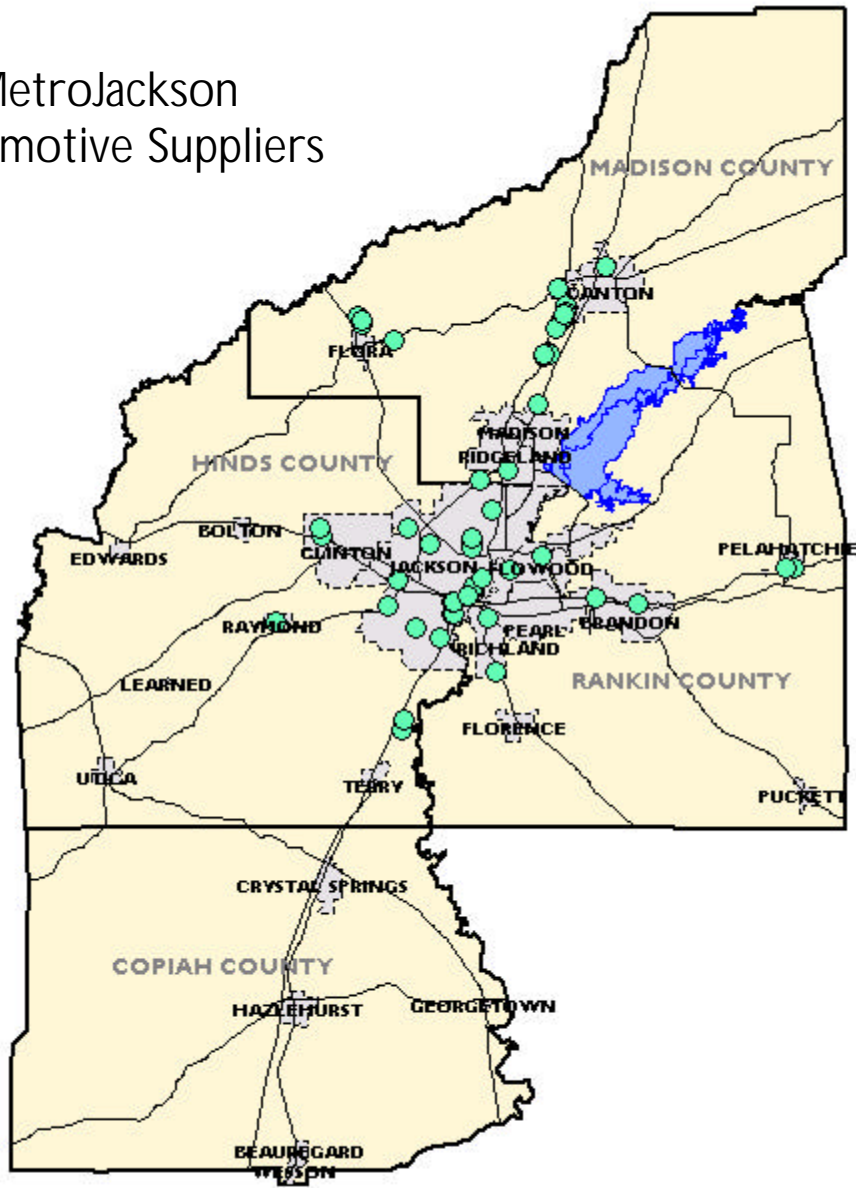 MetroJackson
motive Suppliers
MADISON COUNTY
CANTON
FLORA
MADISON
RIDGELAND
HINDS COUNTY
BOLTON
EDWARDS
CLINTON
JACKSON
FLOWOOD
PELAHATCHIE
RAYMOND
PEARL
BRANDON
RICHLAND
LEARNED
RANKIN COUNTY
FLORENCE
UTICA
TERRY
PUCKETT
CRYSTAL SPRINGS
COPIAH COUNTY
HAZLEHURST
GEORGETOWN
BEAUREGARD
WESSON